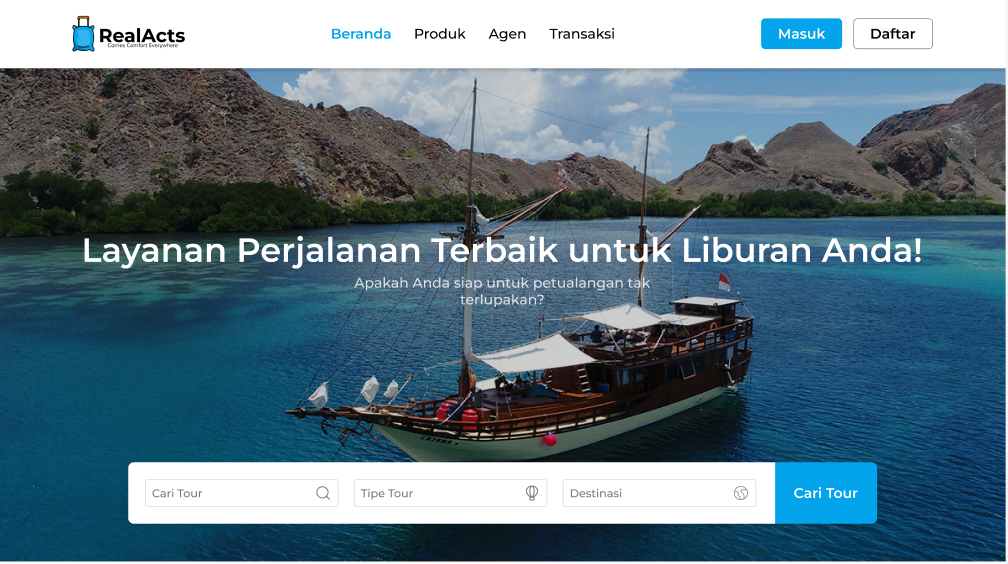 RealActs
Carries Comfort Everywhere
Beranda Produk Agen Transaksi
Masuk Daftar
Layanan Perjalanan Terbaik untuk Liburan Anda!
Apakah Anda siap untuk petualangan tak
terlupakan?
Cari Tour Tipe Tour Destinasi Cari Tour